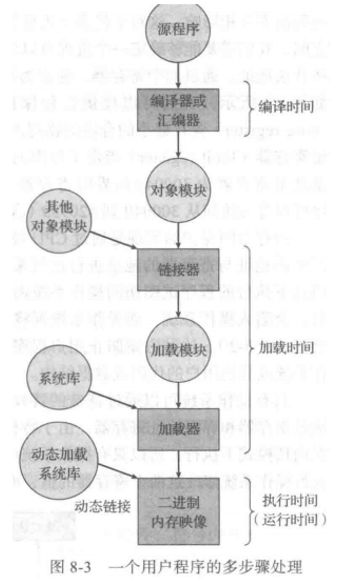 源程序
编译器或
汇编器
编译时间
对象模块
其他
对象模块
链接器
加载模块
加载时间
系统库
加载器
动态加载
系统库
动态链接
二进制
内存映像
执行时间
(运行时间)
图 8-3 一个用户程序的多步骤处理